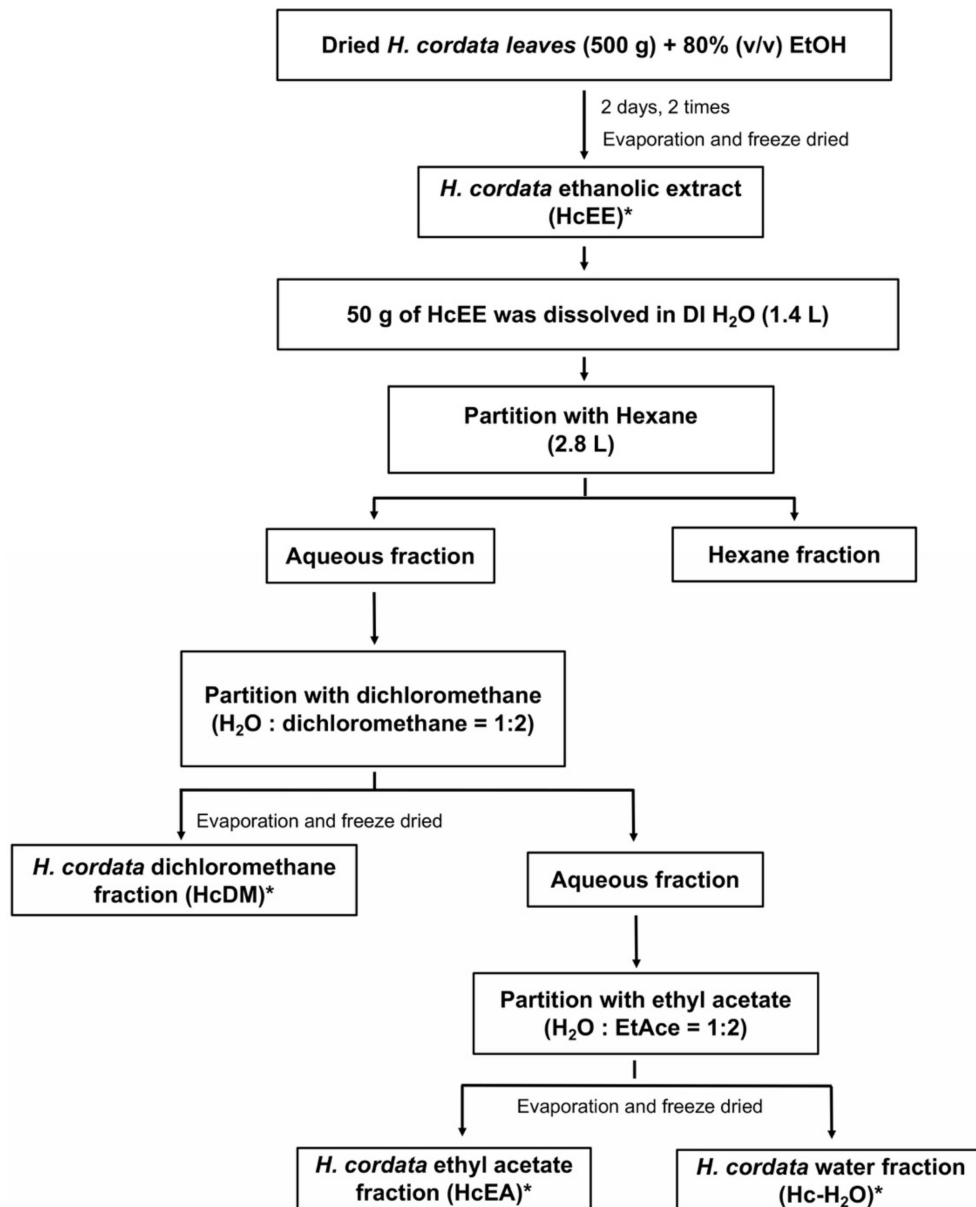 Dried H. cordata leaves (500 g) + 80% (v/v) EtOH
2 days, 2 times
Evaporation and freeze dried
H. cordata ethanolic extract
(HcEE)*
50 g of HcEE was dissolved in DI H₂O (1.4 L)
Partition with Hexane
(2.8 L)
Aqueous fraction
Hexane fraction
Partition with dichloromethane
(H₂O : dichloromethane = 1:2)
Evaporation and freeze dried
H. cordata dichloromethane
fraction (HcDM)*
Aqueous fraction
Partition with ethyl acetate
(H₂O : EtAce = 1:2)
Evaporation and freeze dried
H. cordata ethyl acetate
fraction (HcEA)*
H. cordata water fraction
(Hc-H₂O)*